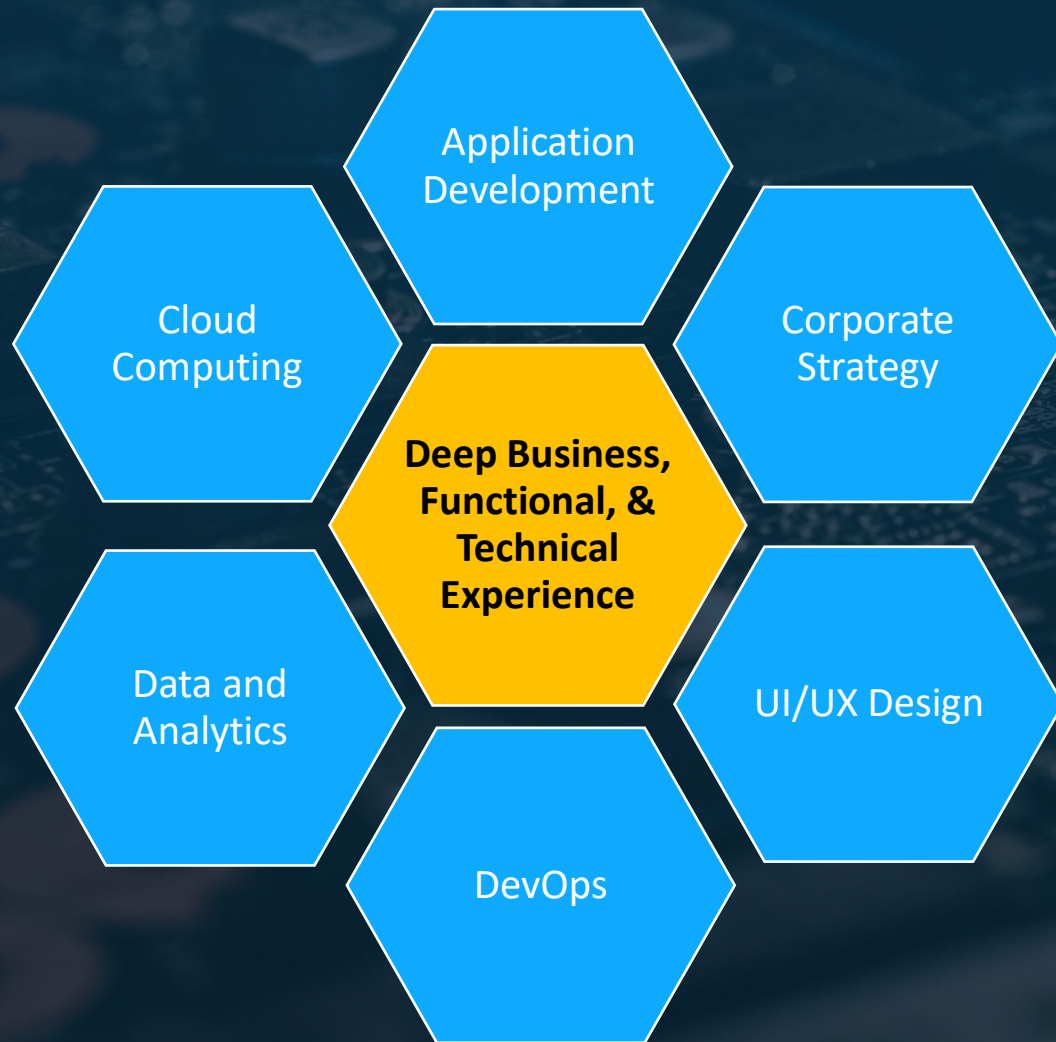 Application
Development
Cloud
Computing
Corporate
Strategy
Deep Business,
Functional, &
Technical
Experience
Data and
Analytics
UI/UX Design
DevOps